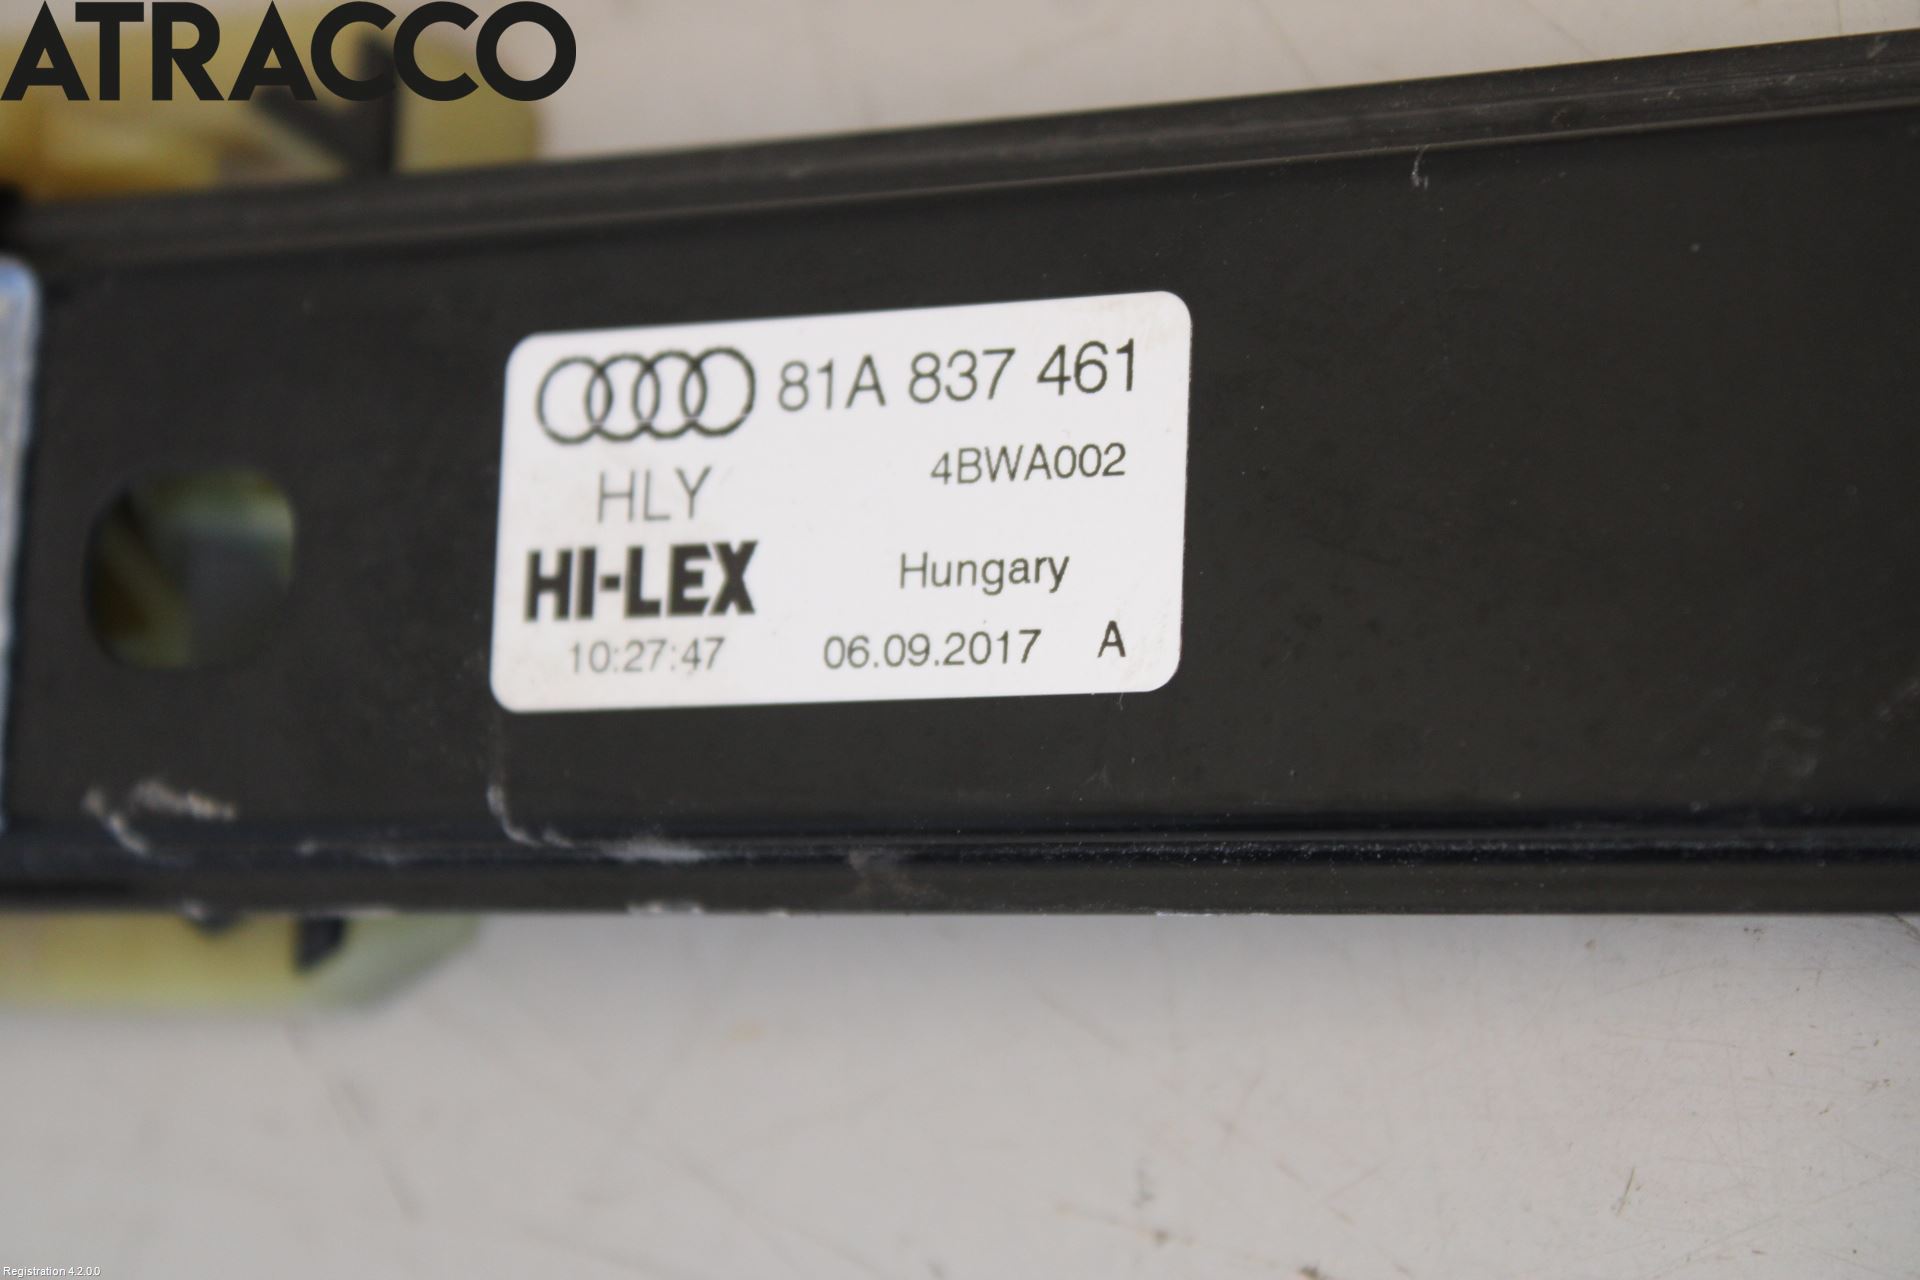 ATRACCO
81A 837 461
4BWA002
HLY
HI-LEX
Hungary
10:27:47 06.09.2017 A
Registration 4.2.0.0